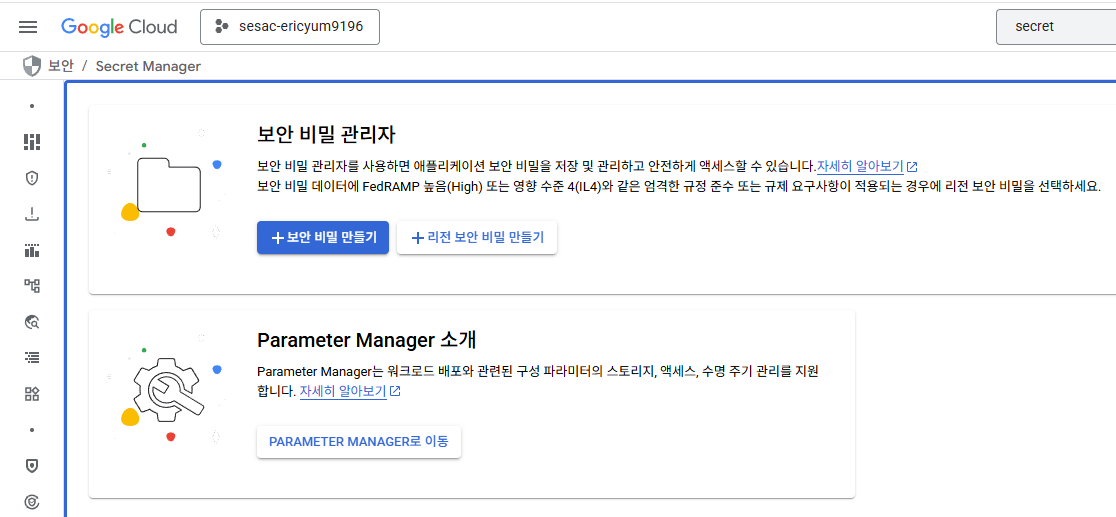 Google Cloud
sesac-ericyum9196
secret
보안 / Secret Manager
보안 비밀 관리자
보안 비밀 관리자를 사용하면 애플리케이션 보안 비밀을 저장 및 관리하고 안전하게 액세스할 수 있습니다.자세히 알아보기
보안 비밀 데이터에 FedRAMP 높음(High) 또는 영향 수준 4(IL4)와 같은 엄격한 규정 준수 또는 규제 요구사항이 적용되는 경우에 리전 보안 비밀을 선택하세요.
+ 보안 비밀 만들기
+ 리전 보안 비밀 만들기
Parameter Manager 소개
Parameter Manager는 워크로드 배포와 관련된 구성 파라미터의 스토리지, 액세스, 수명 주기 관리를 지원
합니다. 자세히 알아보기
PARAMETER MANAGER로 이동